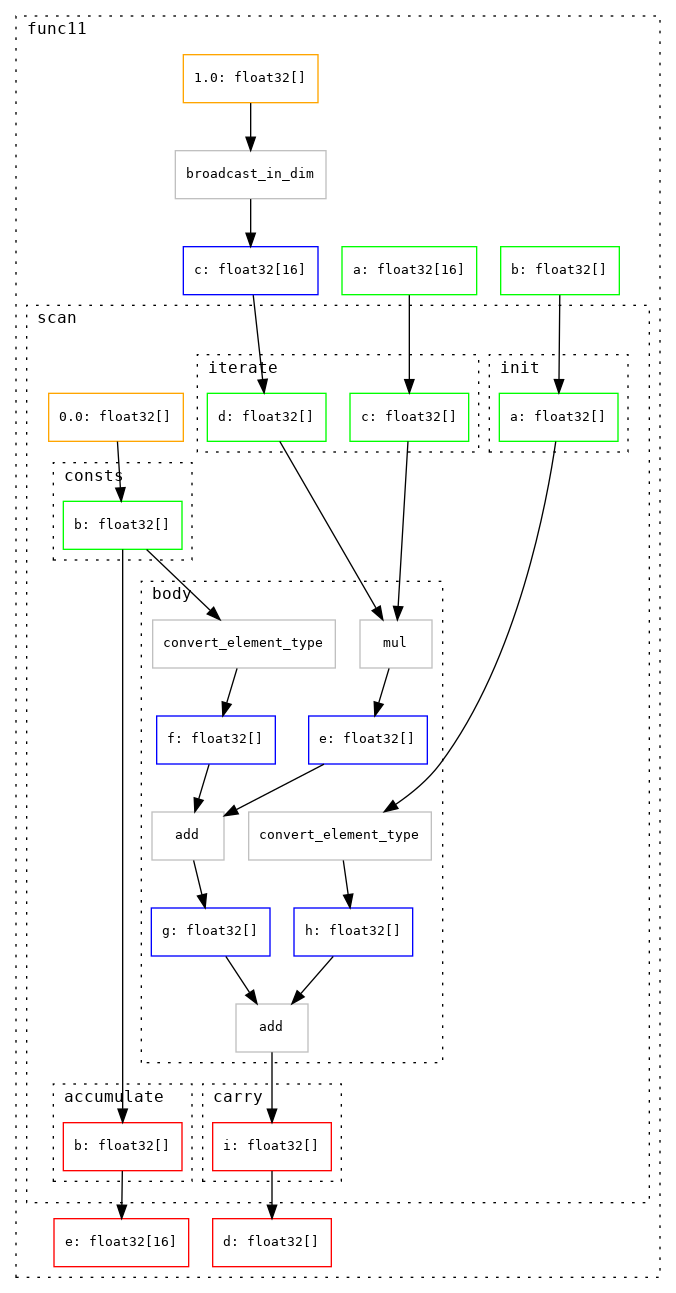 func11
1.0: float32[]
broadcast_in_dim
c: float32[16]
a: float32[16]
b: float32[]
scan
iterate
init
0.0: float32[]
d: float32[]
c: float32[]
a: float32[]
consts
b: float32[]
body
convert_element_type
mul
f: float32[]
e: float32[]
add
convert_element_type
g: float32[]
h: float32[]
add
accumulate
carry
b: float32[]
i: float32[]
e: float32[16]
d: float32[]